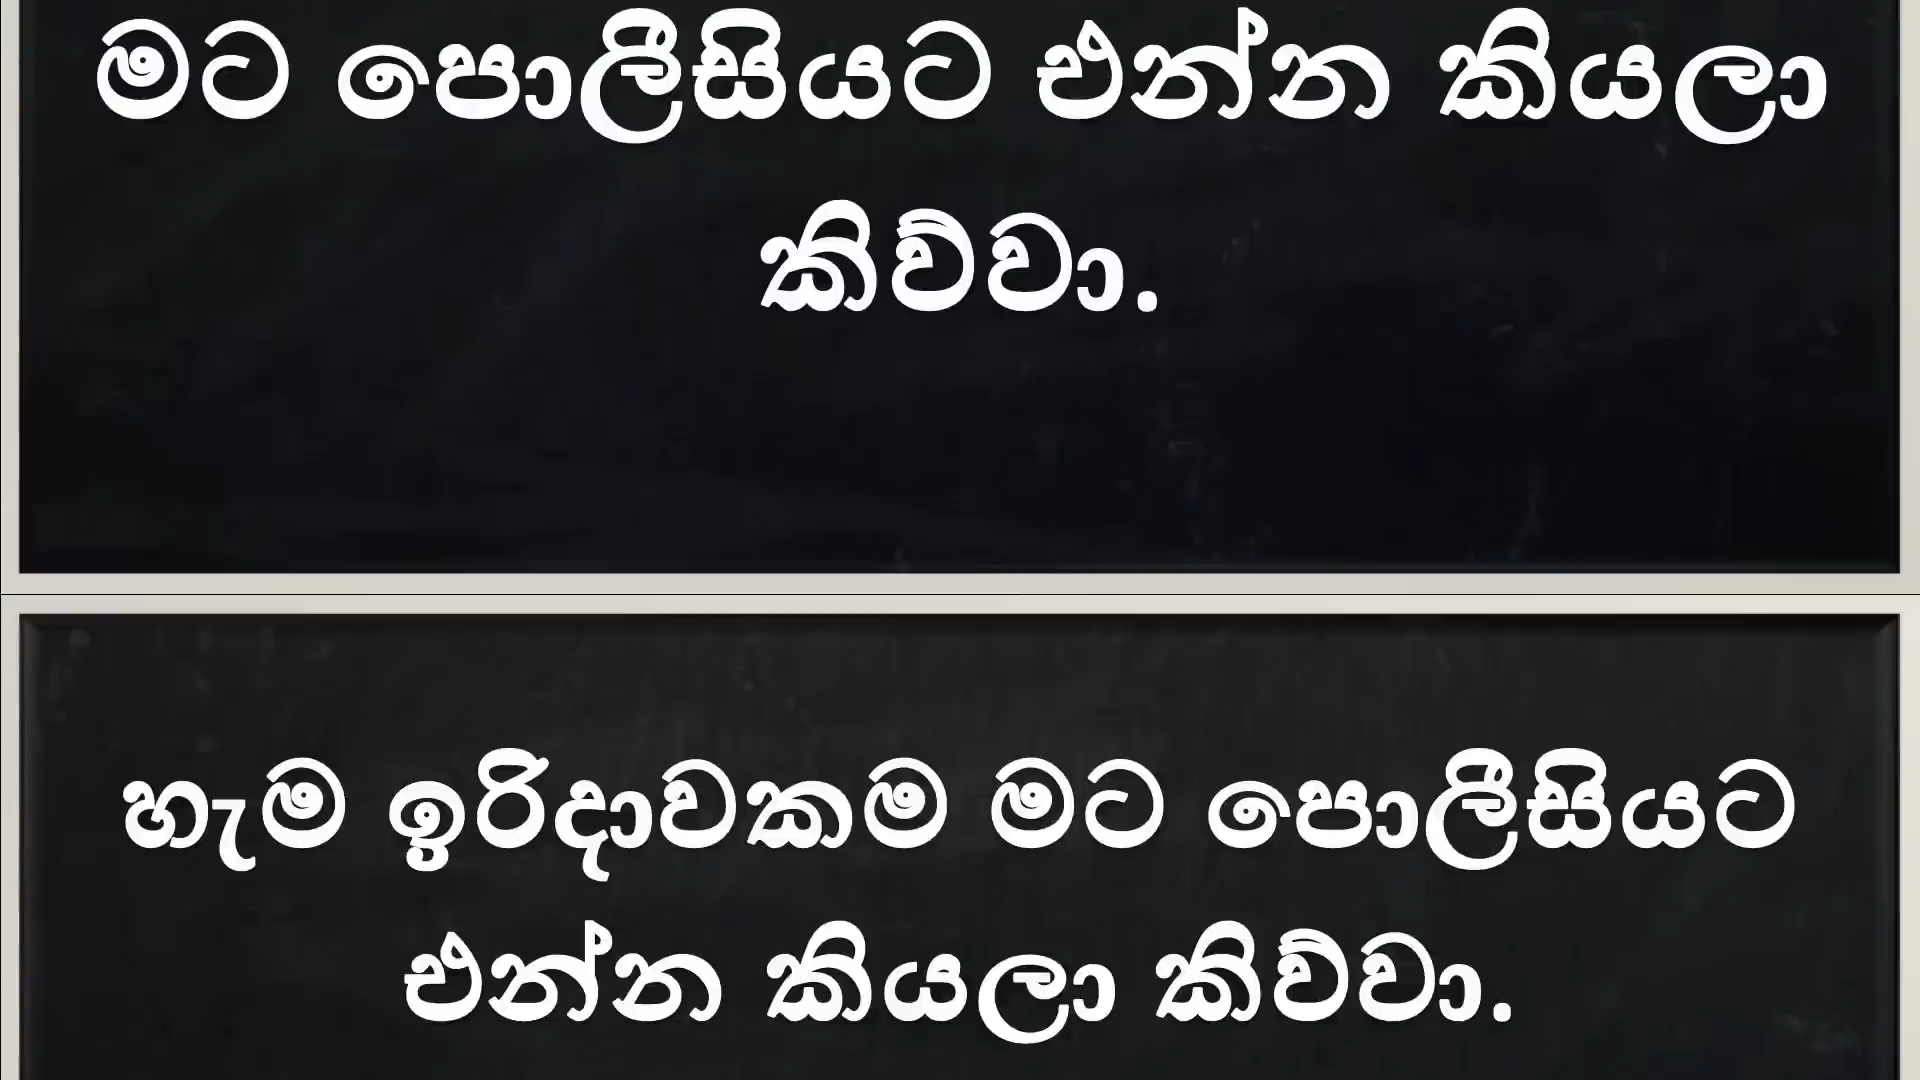 මට පොලීසියට එන්න කියලා
කිව්වා.
හැම ඉරිදාවකම මට පොලීසියට
එන්න කියලා කිව්වා.